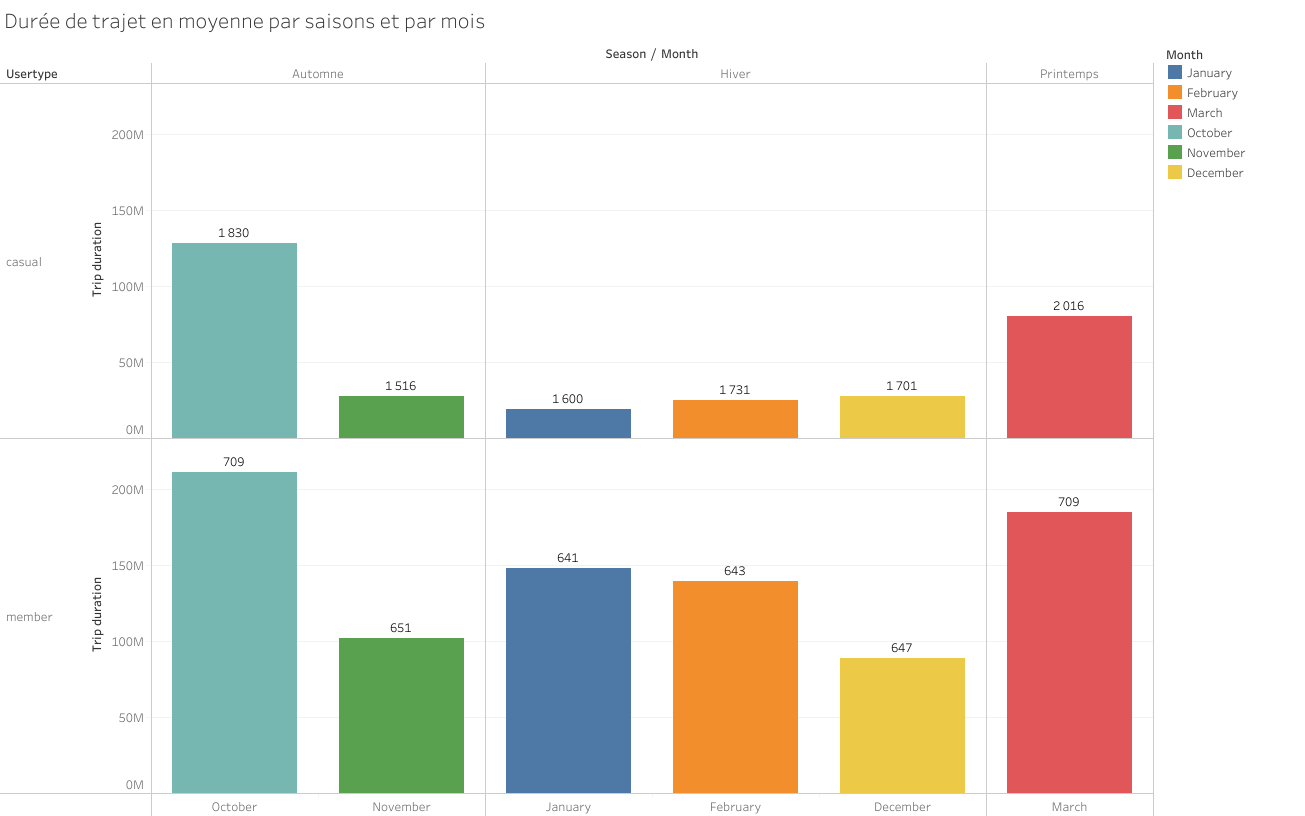 Durée de trajet en moyenne par saisons et par mois
Season / Month
Usertype
Automne
Hiver
Printemps
casual
Trip duration
200M
150M
100M
50M
0M
1 830
1 516
1 600
1 731
1 701
2 016
member
Trip duration
200M
150M
100M
50M
0M
709
651
641
643
647
709
October
November
January
February
December
March
Month
January
February
March
October
November
December